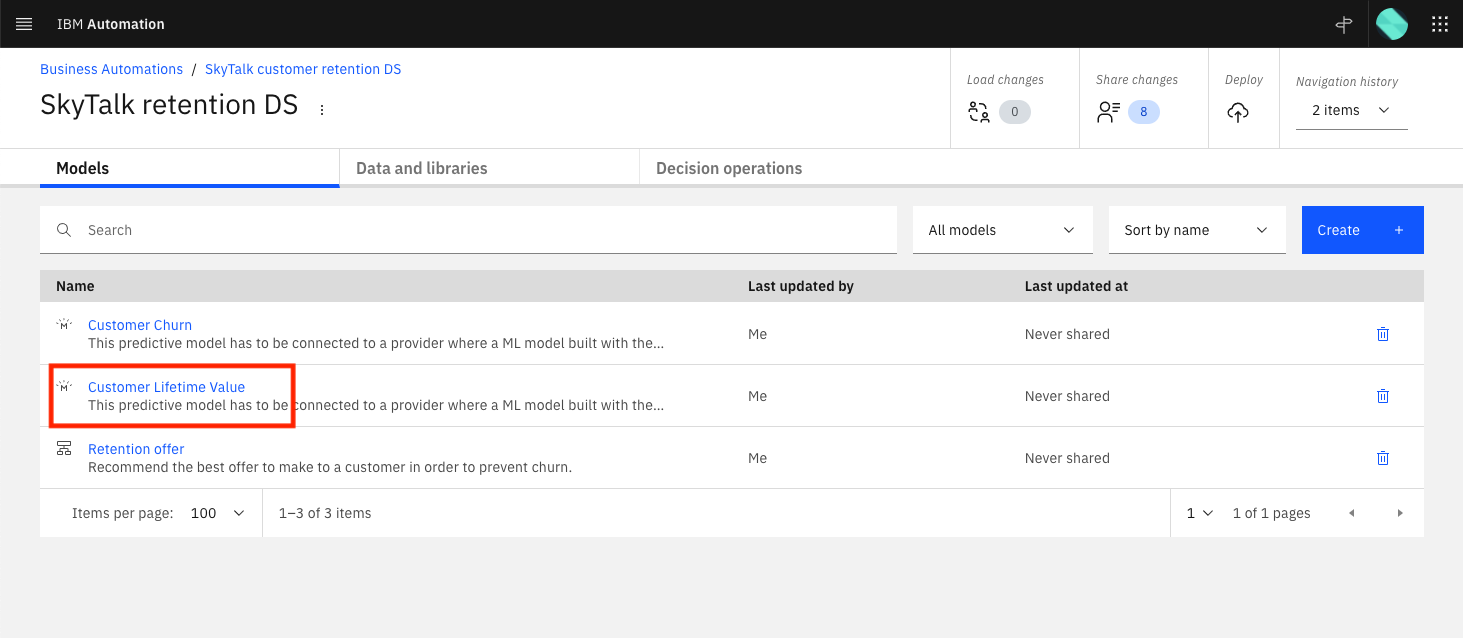 IBM Automation
Business Automations / SkyTalk customer retention DS
SkyTalk retention DS
Load changes
0
Share changes
8
Deploy
Navigation history
2 items
Models
Data and libraries
Decision operations
Search
All models
Sort by name
Create +
Name
Last updated by
Last updated at
M
Customer Churn
This predictive model has to be connected to a provider where a ML model built with the...
Me
Never shared
M
Customer Lifetime Value
This predictive model has to be connected to a provider where a ML model built with the...
Me
Never shared
Retention offer
Recommend the best offer to make to a customer in order to prevent churn.
Me
Never shared
Items per page: 100
1–3 of 3 items
1
1 of 1 pages